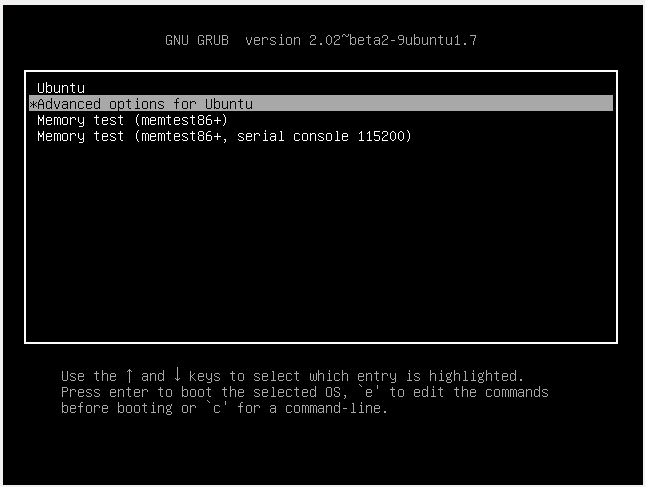 GNU GRUB  version 2.02~beta2-9ubuntu1.7
Ubuntu
*Advanced options for Ubuntu
Memory test (memtest86+)
Memory test (memtest86+, serial console 115200)
Use the ↑ and ↓ keys to select which entry is highlighted.
Press enter to boot the selected OS, `e' to edit the commands
before booting or `c' for a command-line.